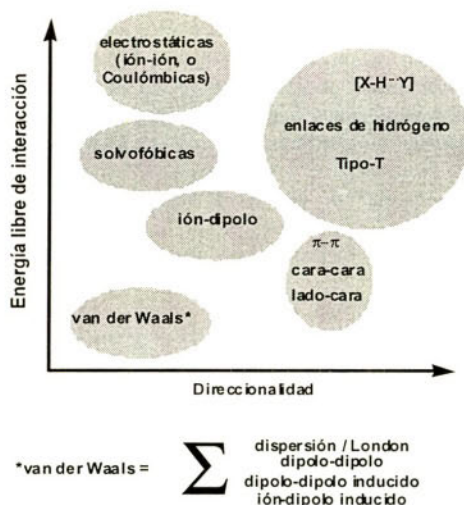 Energía libre de interacción
electrostáticas
(ión-ión, o
Coulómbicas)
[X-H···Y]
enlaces de hidrógeno
Tipo-T
solvofóbicas
ión-dipolo
π–π
cara-cara
lado-cara
van der Waals*
Direccionalidad
*van der Waals = ∑
dispersión / London
dipolo-dipolo
dipolo-dipolo inducido
ión-dipolo inducido